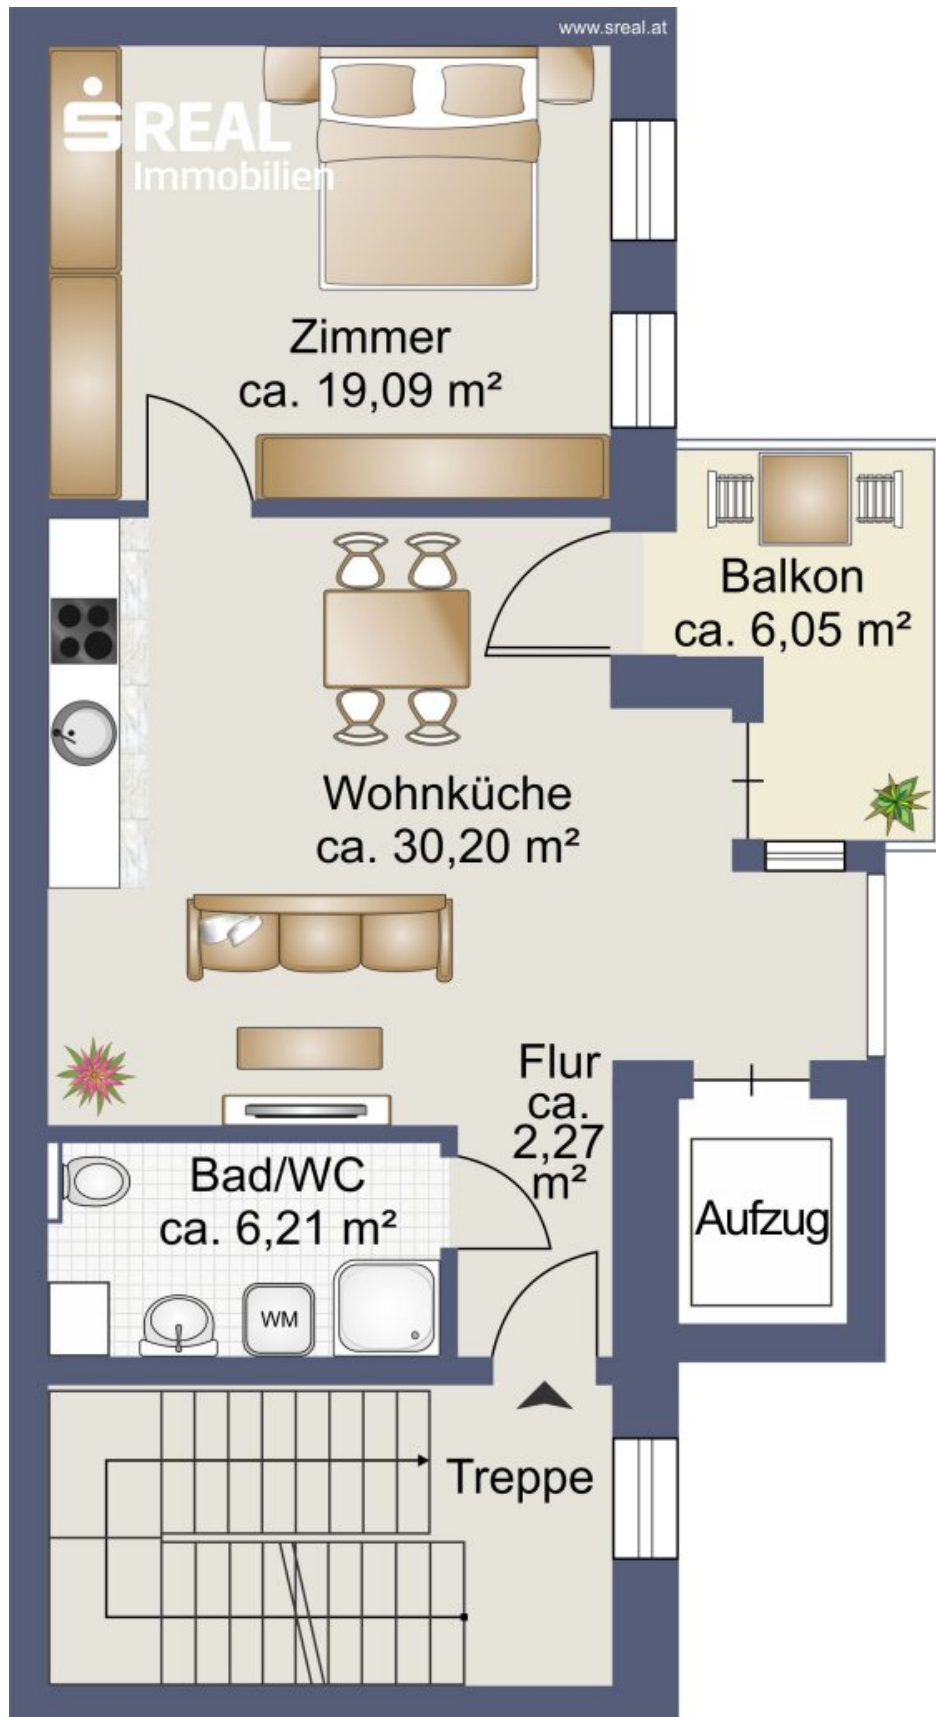 www.sreal.at
S REAL
Immobilien
Zimmer
ca. 19,09 m²
Balkon
ca. 6,05 m²
Wohnküche
ca. 30,20 m²
Flur
ca.
2,27
m²
Bad/WC
ca. 6,21 m²
Aufzug
WM
Treppe